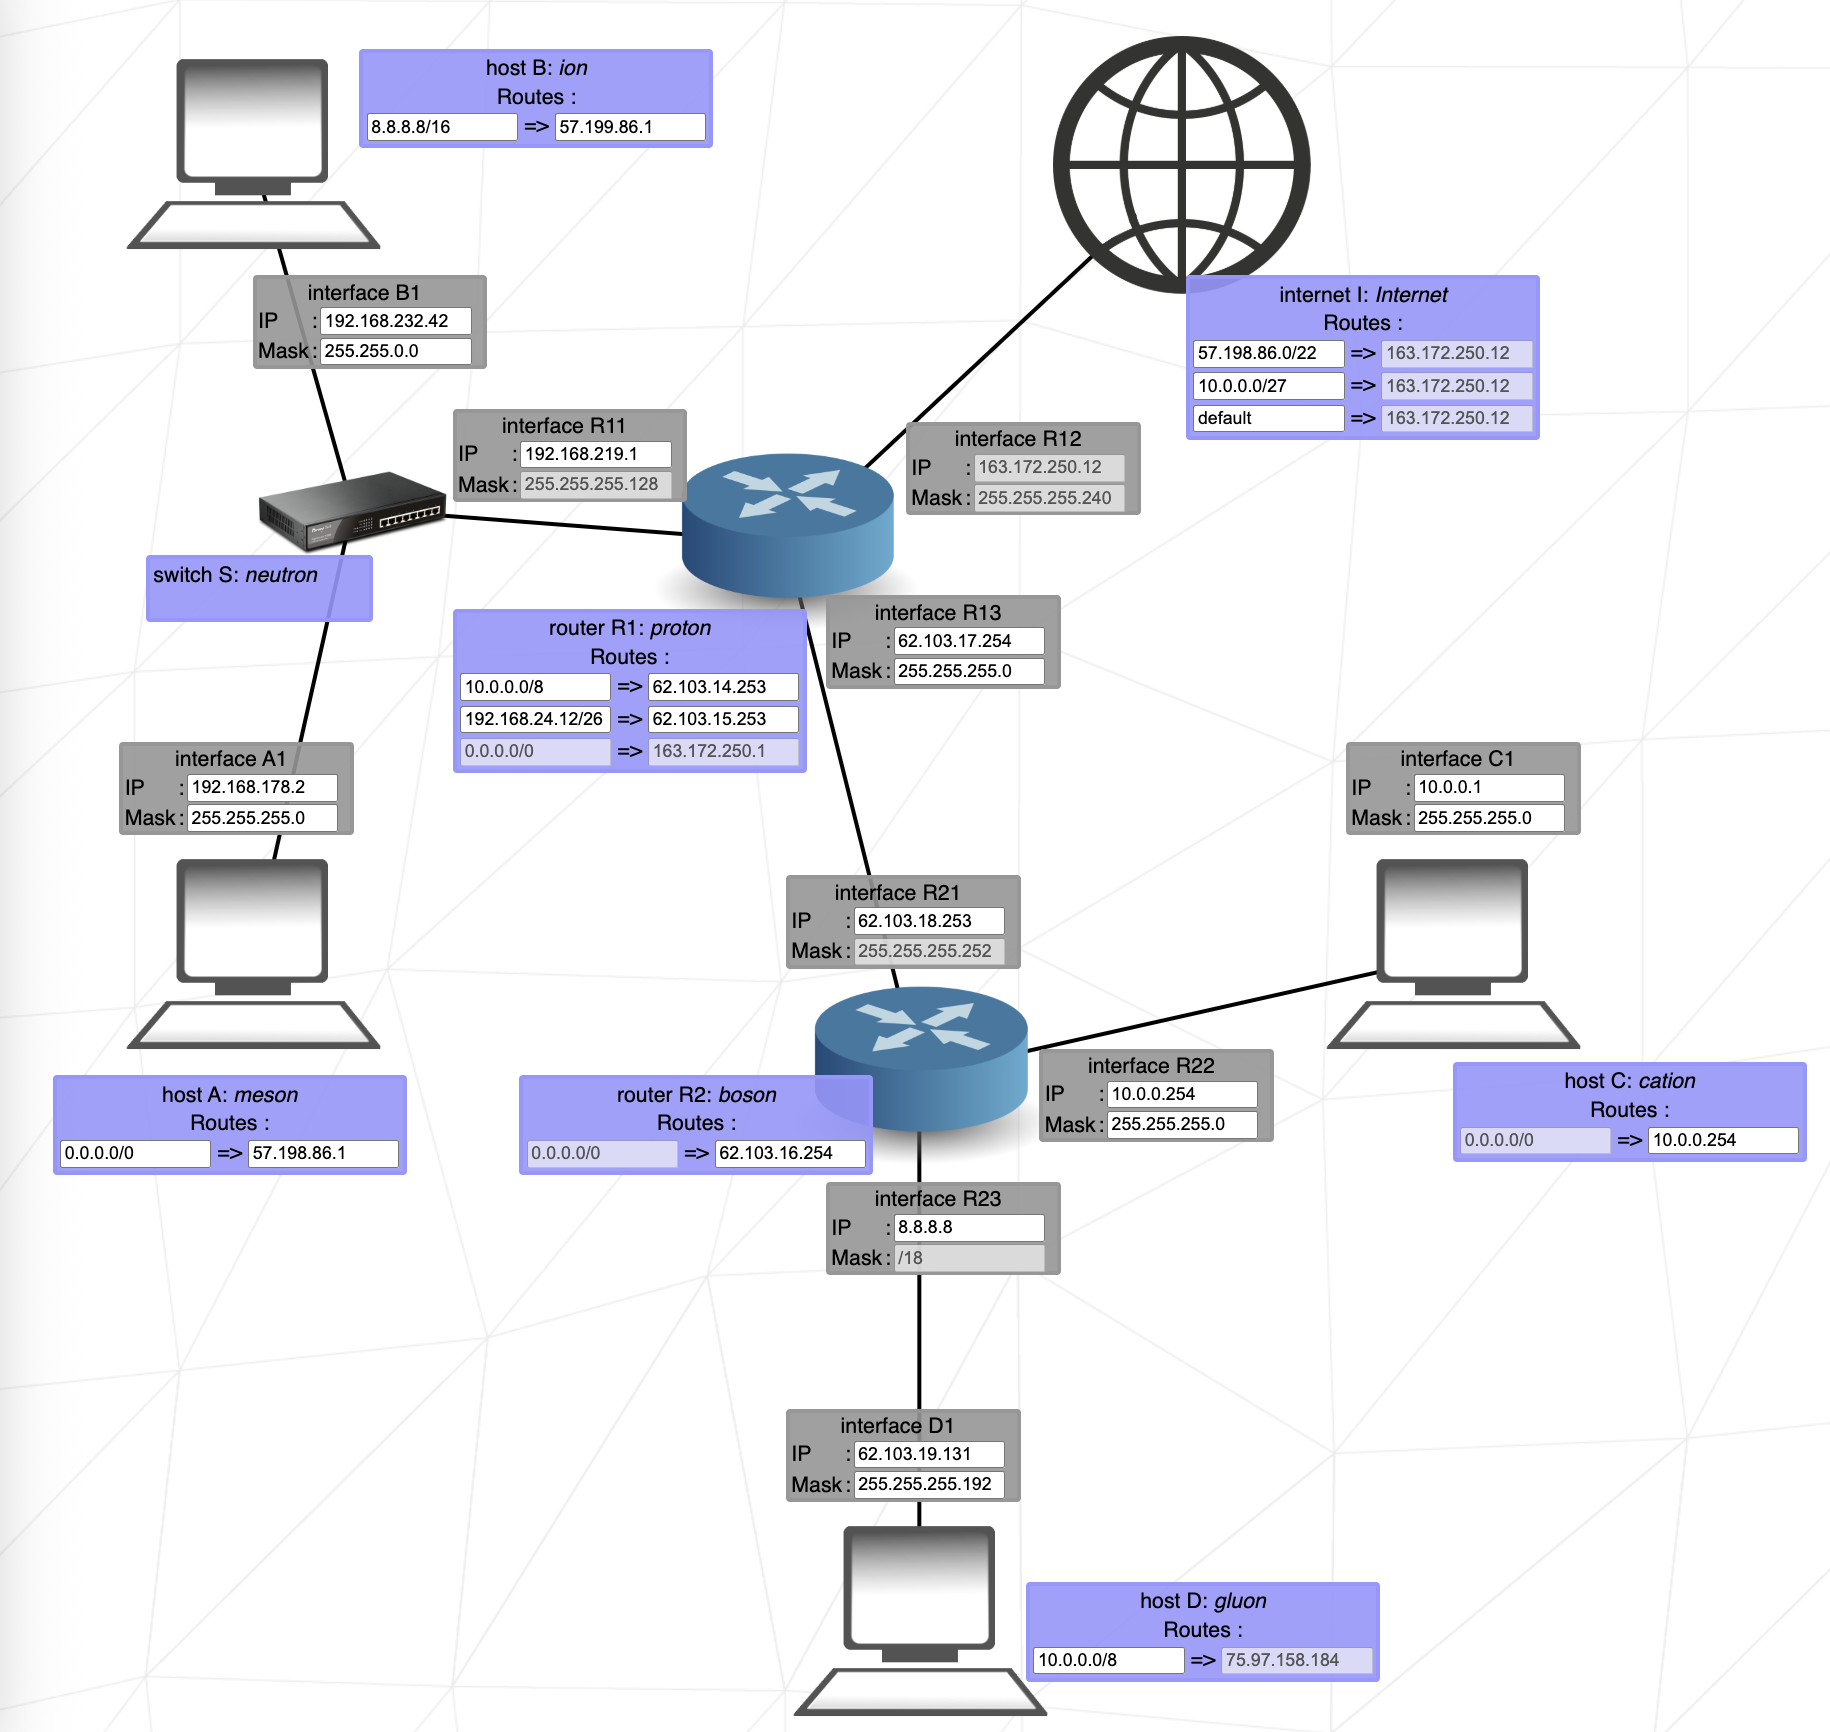 host B: ion
Routes :
8.8.8.8/16 => 57.199.86.1
interface B1
IP : 192.168.232.42
Mask : 255.255.0.0
internet I: Internet
Routes :
57.198.86.0/22 => 163.172.250.12
10.0.0.0/27 => 163.172.250.12
default => 163.172.250.12
interface R11
IP : 192.168.219.1
Mask : 255.255.255.128
interface R12
IP : 163.172.250.12
Mask : 255.255.255.240
switch S: neutron
router R1: proton
Routes :
10.0.0.0/8 => 62.103.14.253
192.168.24.12/26 => 62.103.15.253
0.0.0.0/0 => 163.172.250.1
interface R13
IP : 62.103.17.254
Mask : 255.255.255.0
interface A1
IP : 192.168.178.2
Mask : 255.255.255.0
interface C1
IP : 10.0.0.1
Mask : 255.255.255.0
interface R21
IP : 62.103.18.253
Mask : 255.255.255.252
host A: meson
Routes :
0.0.0.0/0 => 57.198.86.1
router R2: boson
Routes :
0.0.0.0/0 => 62.103.16.254
interface R22
IP : 10.0.0.254
Mask : 255.255.255.0
host C: cation
Routes :
0.0.0.0/0 => 10.0.0.254
interface R23
IP : 8.8.8.8
Mask : /18
interface D1
IP : 62.103.19.131
Mask : 255.255.255.192
host D: gluon
Routes :
10.0.0.0/8 => 75.97.158.184